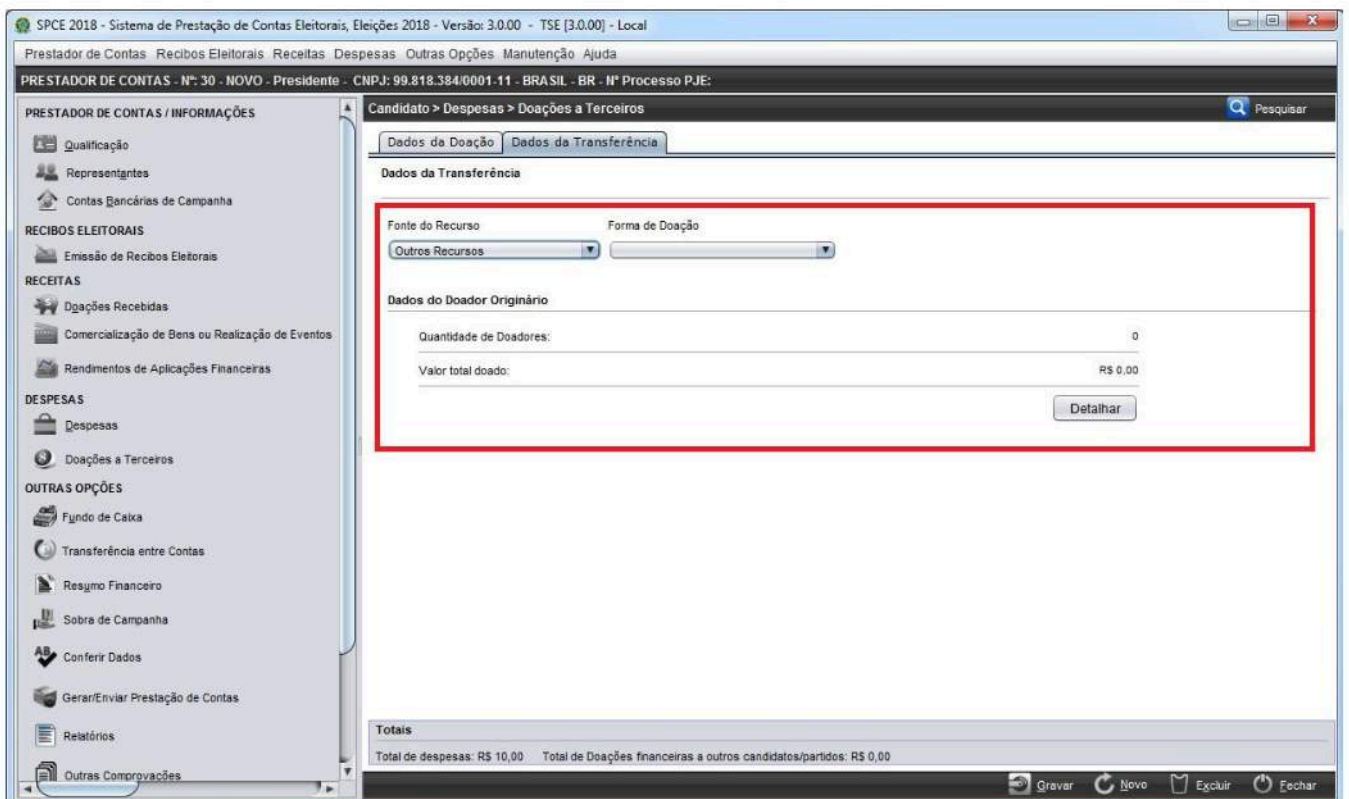 SPCE 2018 - Sistema de Prestação de Contas Eleitorais, Eleições 2018 - Versão: 3.0.00 - TSE [3.0.00] - Local
Prestador de Contas Recibos Eleitorais Receitas Despesas Outras Opções Manutenção Ajuda
PRESTADOR DE CONTAS - Nº: 30 - NOVO - Presidente - CNPJ: 99.818.384/0001-11 - BRASIL - BR - Nº Processo PJE:
PRESTADOR DE CONTAS / INFORMAÇÕES
Qualificação
Representantes
Contas Bancárias de Campanha
RECIBOS ELEITORAIS
Emissão de Recibos Eleitorais
RECEITAS
Doações Recebidas
Comercialização de Bens ou Realização de Eventos
Rendimentos de Aplicações Financeiras
DESPESAS
Despesas
Doações a Terceiros
OUTRAS OPÇÕES
Fundo de Caixa
Transferência entre Contas
Resumo Financeiro
Sobra de Campanha
Conferir Dados
Gerar/Enviar Prestação de Contas
Relatórios
Outras Comprovações
Candidato > Despesas > Doações a Terceiros
Pesquisar
Dados da Doação Dados da Transferência
Dados da Transferência
Fonte do Recurso Forma de Doação
Outros Recursos
Dados do Doador Originário
Quantidade de Doadores: 0
Valor total doado: R$ 0,00
Detalhar
Totais
Total de despesas: R$ 10,00 Total de Doações financeiras a outros candidatos/partidos: R$ 0,00
Gravar Novo Excluir Fechar